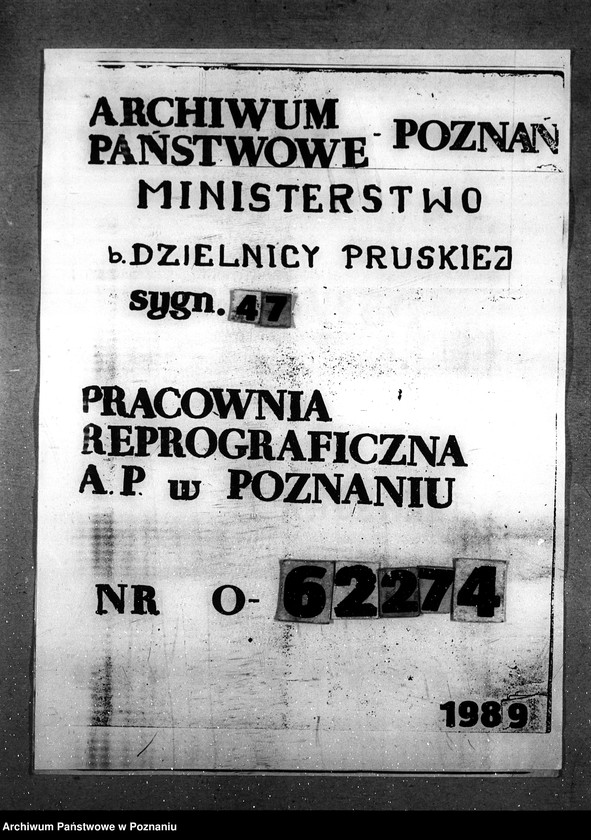 ARCHIWUM
PAŃSTWOWE - POZNAŃ
MINISTERSTWO
b. DZIELNICY PRUSKIEJ
sygn. 47
PRACOWNIA
REPROGRAFICZNA
A.P. w POZNANIU
NR O- 62274
1989
Archiwum Państwowe w Poznaniu